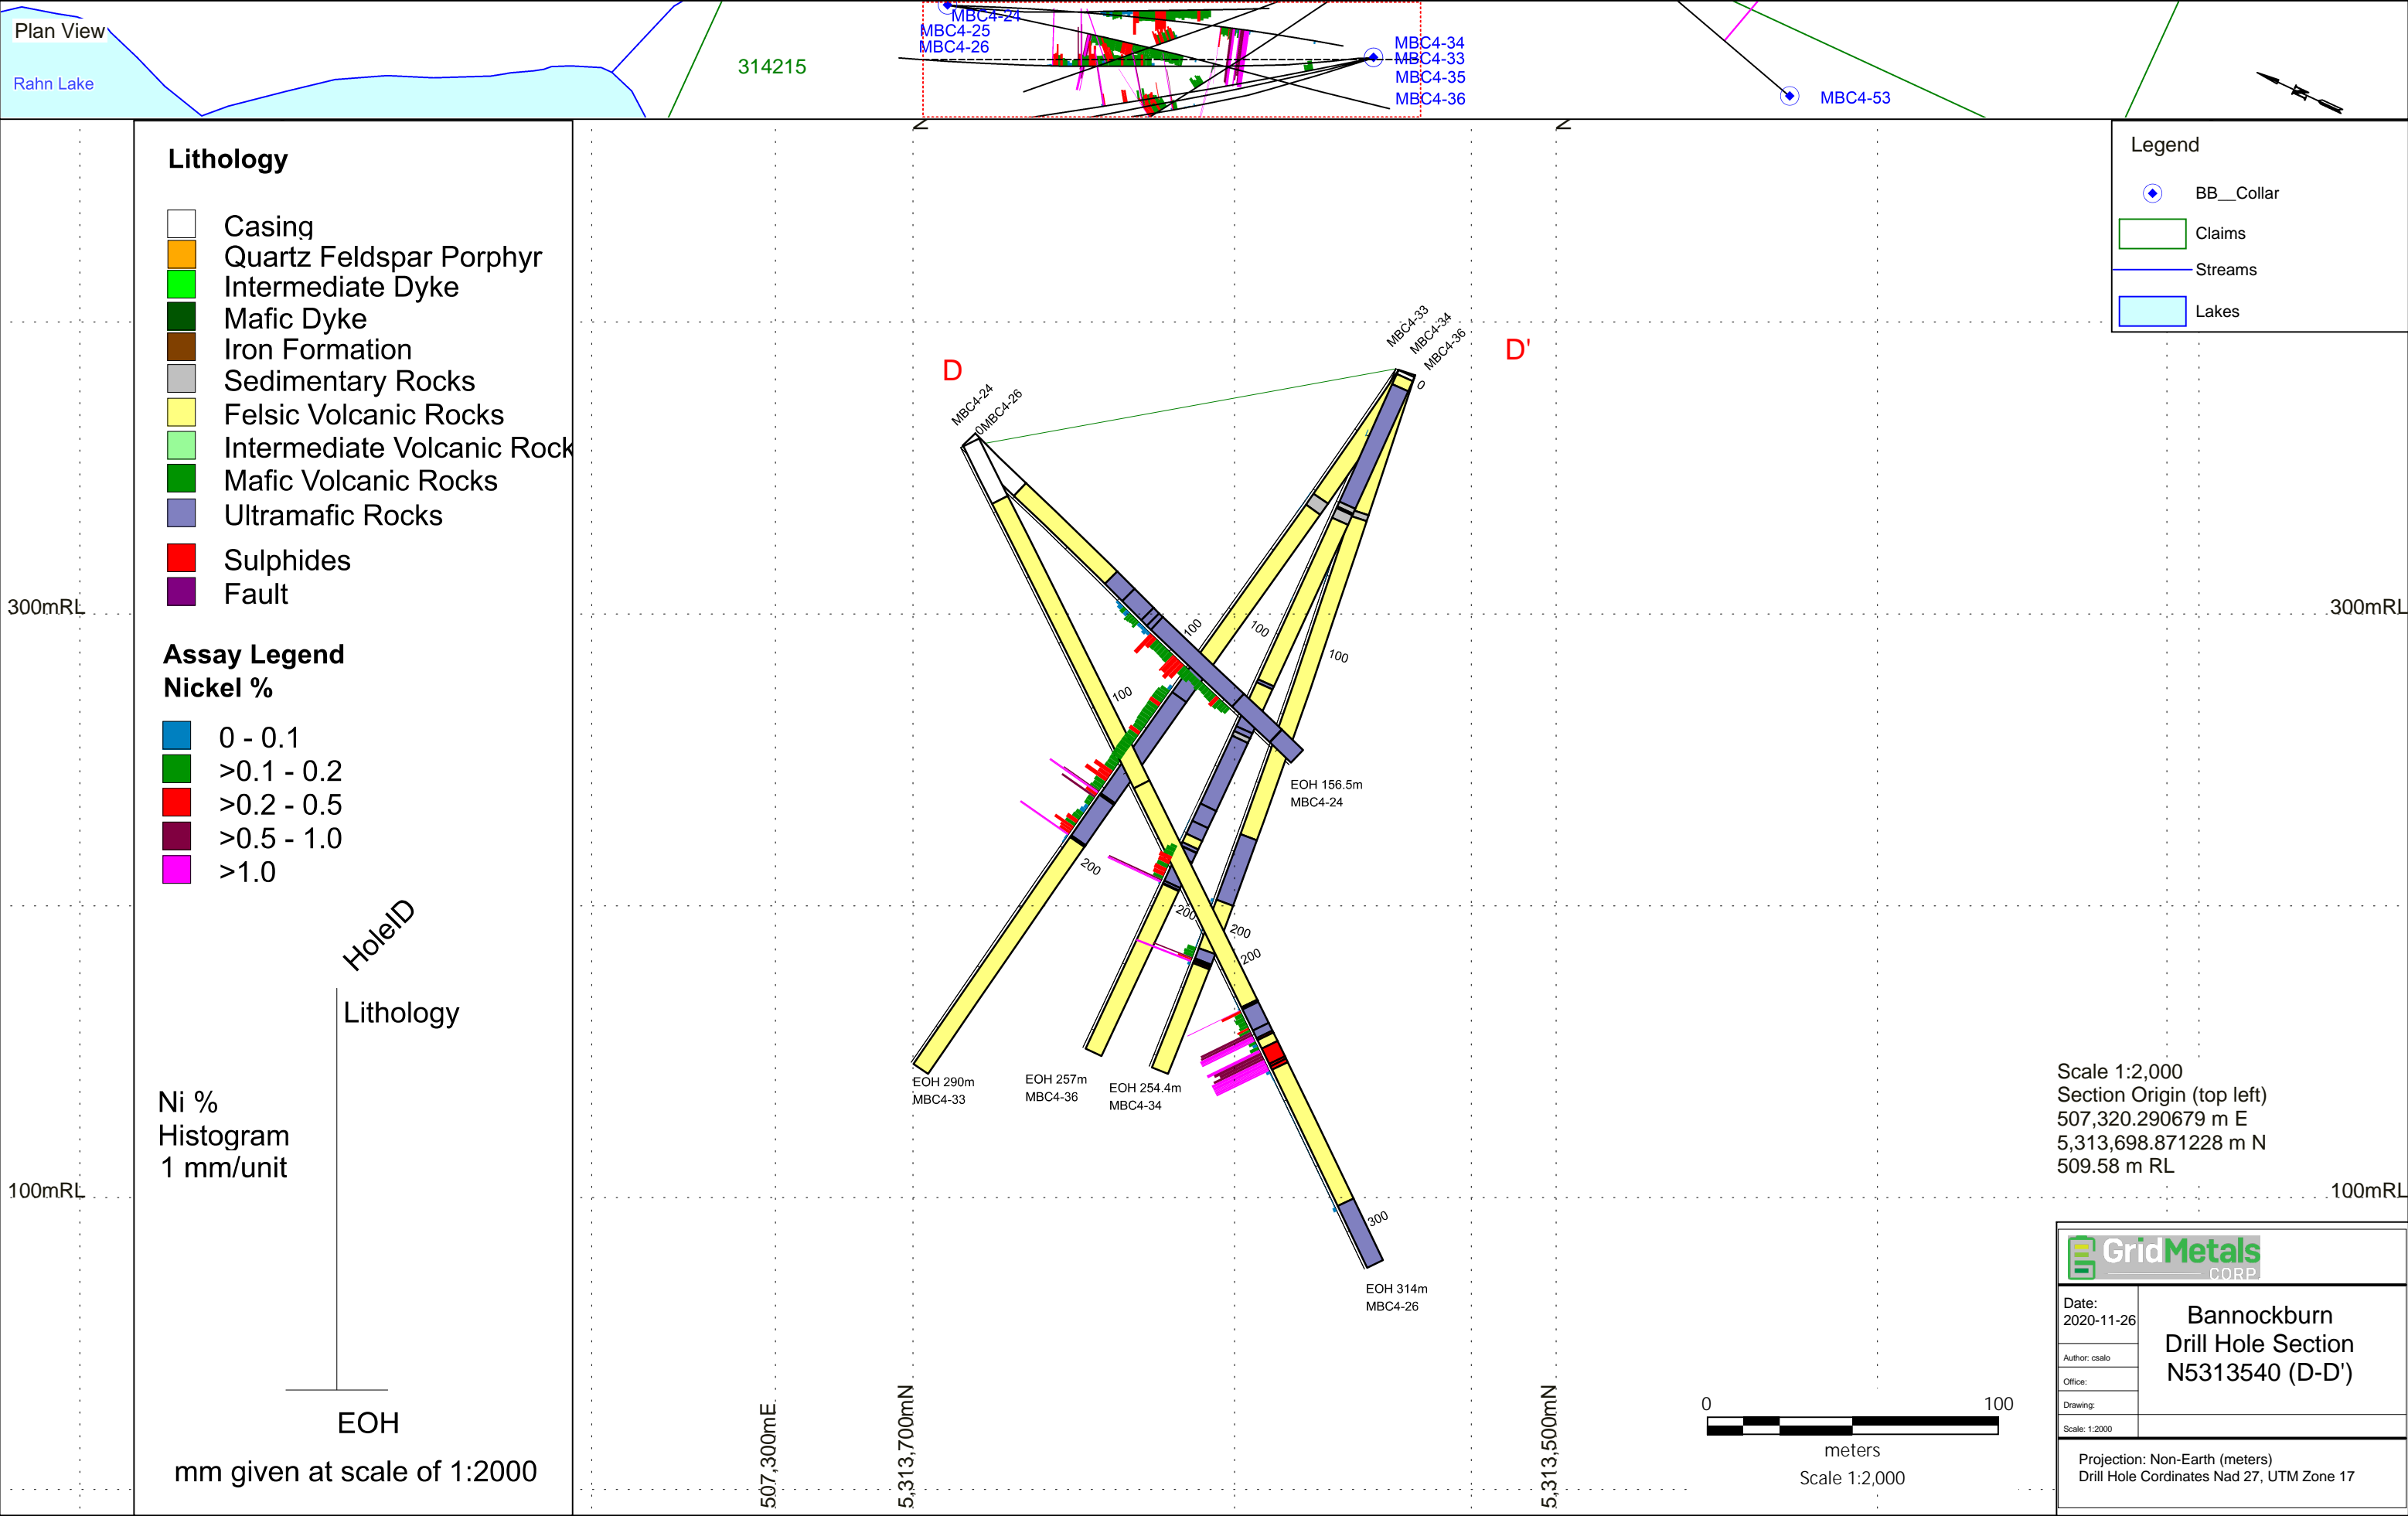 Plan View
Rahn Lake
314215
MBC4-24
MBC4-25
MBC4-26
MBC4-34
MBC4-33
MBC4-35
MBC4-36
MBC4-53
N
Lithology
Casing
Quartz Feldspar Porphyr
Intermediate Dyke
Mafic Dyke
Iron Formation
Sedimentary Rocks
Felsic Volcanic Rocks
Intermediate Volcanic Rock
Mafic Volcanic Rocks
Ultramafic Rocks
Sulphides
Fault
Assay Legend
Nickel %
0 - 0.1
>0.1 - 0.2
>0.2 - 0.5
>0.5 - 1.0
>1.0
HoleID
Lithology
Ni %
Histogram
1 mm/unit
EOH
mm given at scale of 1:2000
Legend
BB__Collar
Claims
Streams
Lakes
300mRL
300mRL
100mRL
100mRL
D
D'
MBC4-24
0
MBC4-26
MBC4-33
MBC4-34
MBC4-36
0
100
100
100
100
200
200
200
200
300
EOH 156.5m
MBC4-24
EOH 290m
MBC4-33
EOH 257m
MBC4-36
EOH 254.4m
MBC4-34
EOH 314m
MBC4-26
507,300mE
5,313,700mN
5,313,500mN
Scale 1:2,000
Section Origin (top left)
507,320.290679 m E
5,313,698.871228 m N
509.58 m RL
0 100
meters
Scale 1:2,000
GridMetals
CORP.
Date:
2020-11-26
Author: csalo
Office:
Drawing:
Scale: 1:2000
Bannockburn
Drill Hole Section
N5313540 (D-D')
Projection: Non-Earth (meters)
Drill Hole Cordinates Nad 27, UTM Zone 17